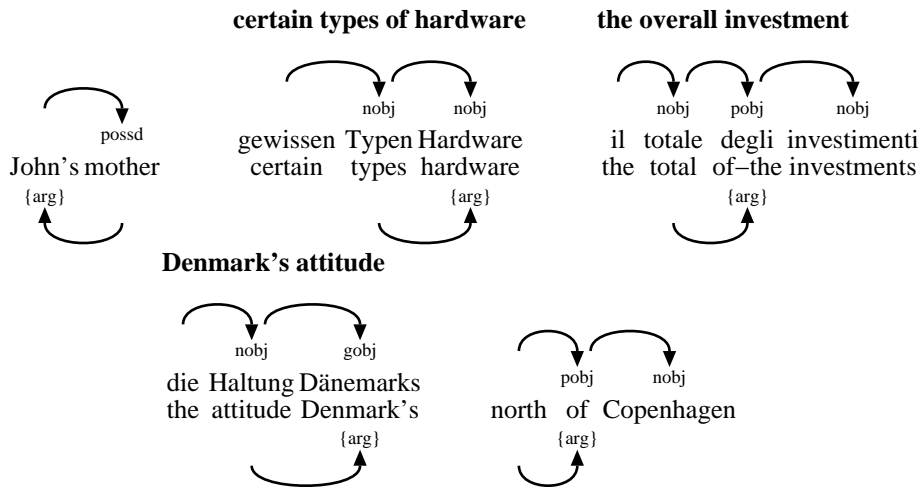 certain types of hardware
the overall investment
possd
John's mother
{arg}
nobj nobj
gewissen Typen Hardware
certain types hardware
{arg}
nobj pobj nobj
il totale degli investimenti
the total of–the investments
{arg}
Denmark's attitude
nobj gobj
die Haltung Dänemarks
the attitude Denmark's
{arg}
pobj nobj
north of Copenhagen
{arg}